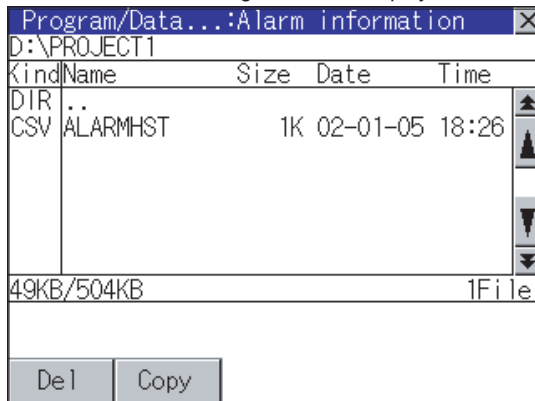 Program/Data...:Alarm information
D:\PROJECT1
Kind Name Size Date Time
DIR ..
CSV ALARMHST 1K 02-01-05 18:26
49KB/504KB 1File
Del Copy